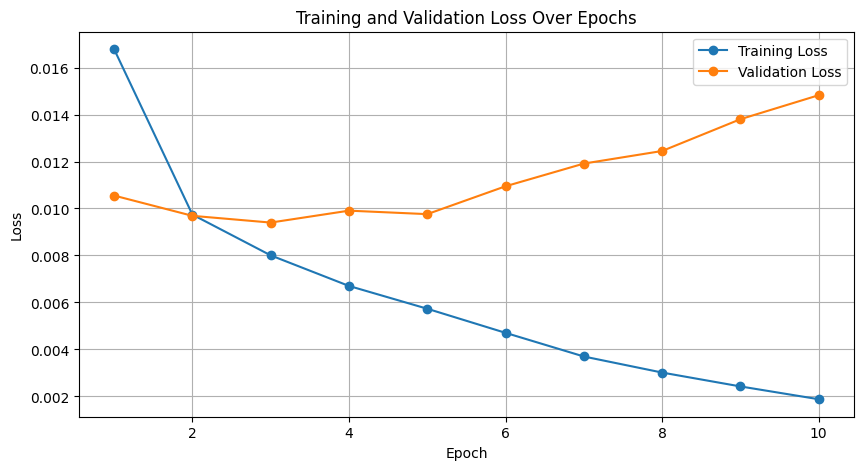 Training and Validation Loss Over Epochs
Training Loss
Validation Loss
Loss
0.016
0.014
0.012
0.010
0.008
0.006
0.004
0.002
2 4 6 8 10
Epoch